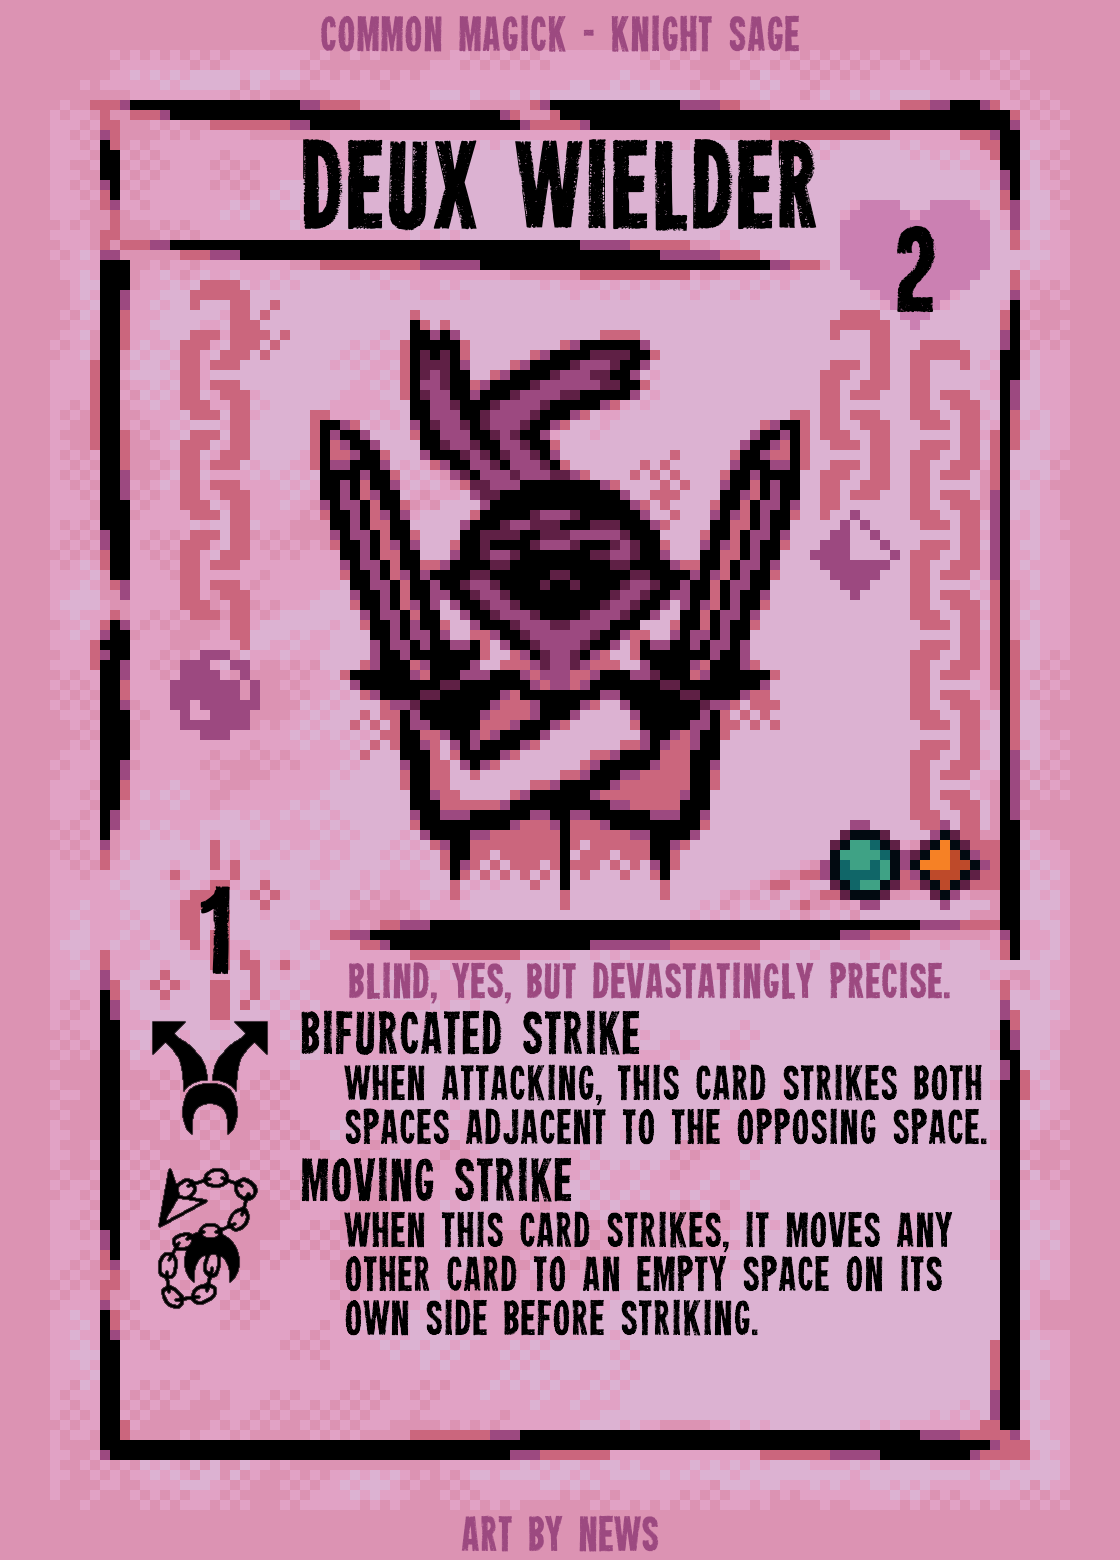 COMMON MAGICK - KNIGHT SAGE
DEUX WIELDER
2
1
BLIND, YES, BUT DEVASTATINGLY PRECISE.
BIFURCATED STRIKE
WHEN ATTACKING, THIS CARD STRIKES BOTH
SPACES ADJACENT TO THE OPPOSING SPACE.
MOVING STRIKE
WHEN THIS CARD STRIKES, IT MOVES ANY
OTHER CARD TO AN EMPTY SPACE ON ITS
OWN SIDE BEFORE STRIKING.
ART BY NEWS